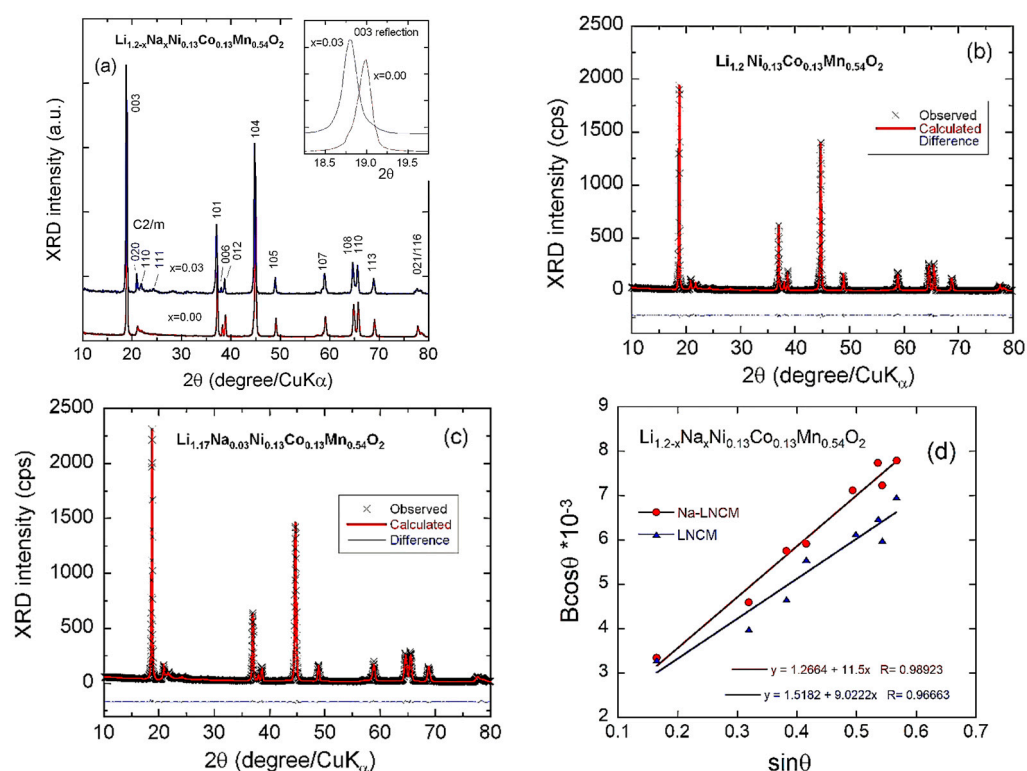 Li1.2-xNaxNi0.13Co0.13Mn0.54O2
(a)
003
C2/m
020
110
111
x=0.03
x=0.00
101
006
012
104
105
107
108
110
113
021/116
003 reflection
x=0.03
x=0.00
18.5 19.0 19.5
2θ
XRD intensity (a.u.)
10 20 30 40 50 60 70 80
2θ (degree/CuKα)
(b)
Li1.2Ni0.13Co0.13Mn0.54O2
Observed
Calculated
Difference
XRD intensity (cps)
2500
2000
1500
1000
500
0
10 20 30 40 50 60 70 80
2θ (degree/CuKα)
(c)
Li1.17Na0.03Ni0.13Co0.13Mn0.54O2
Observed
Calculated
Difference
XRD intensity (cps)
2500
2000
1500
1000
500
0
10 20 30 40 50 60 70 80
2θ (degree/CuKα)
Li1.2-xNaxNi0.13Co0.13Mn0.54O2
(d)
Na-LNCM
LNCM
y = 1.2664 + 11.5x R= 0.98923
y = 1.5182 + 9.0222x R= 0.96663
Bcosθ *10-3
9
8
7
6
5
4
3
2
0.1 0.2 0.3 0.4 0.5 0.6 0.7
sinθ